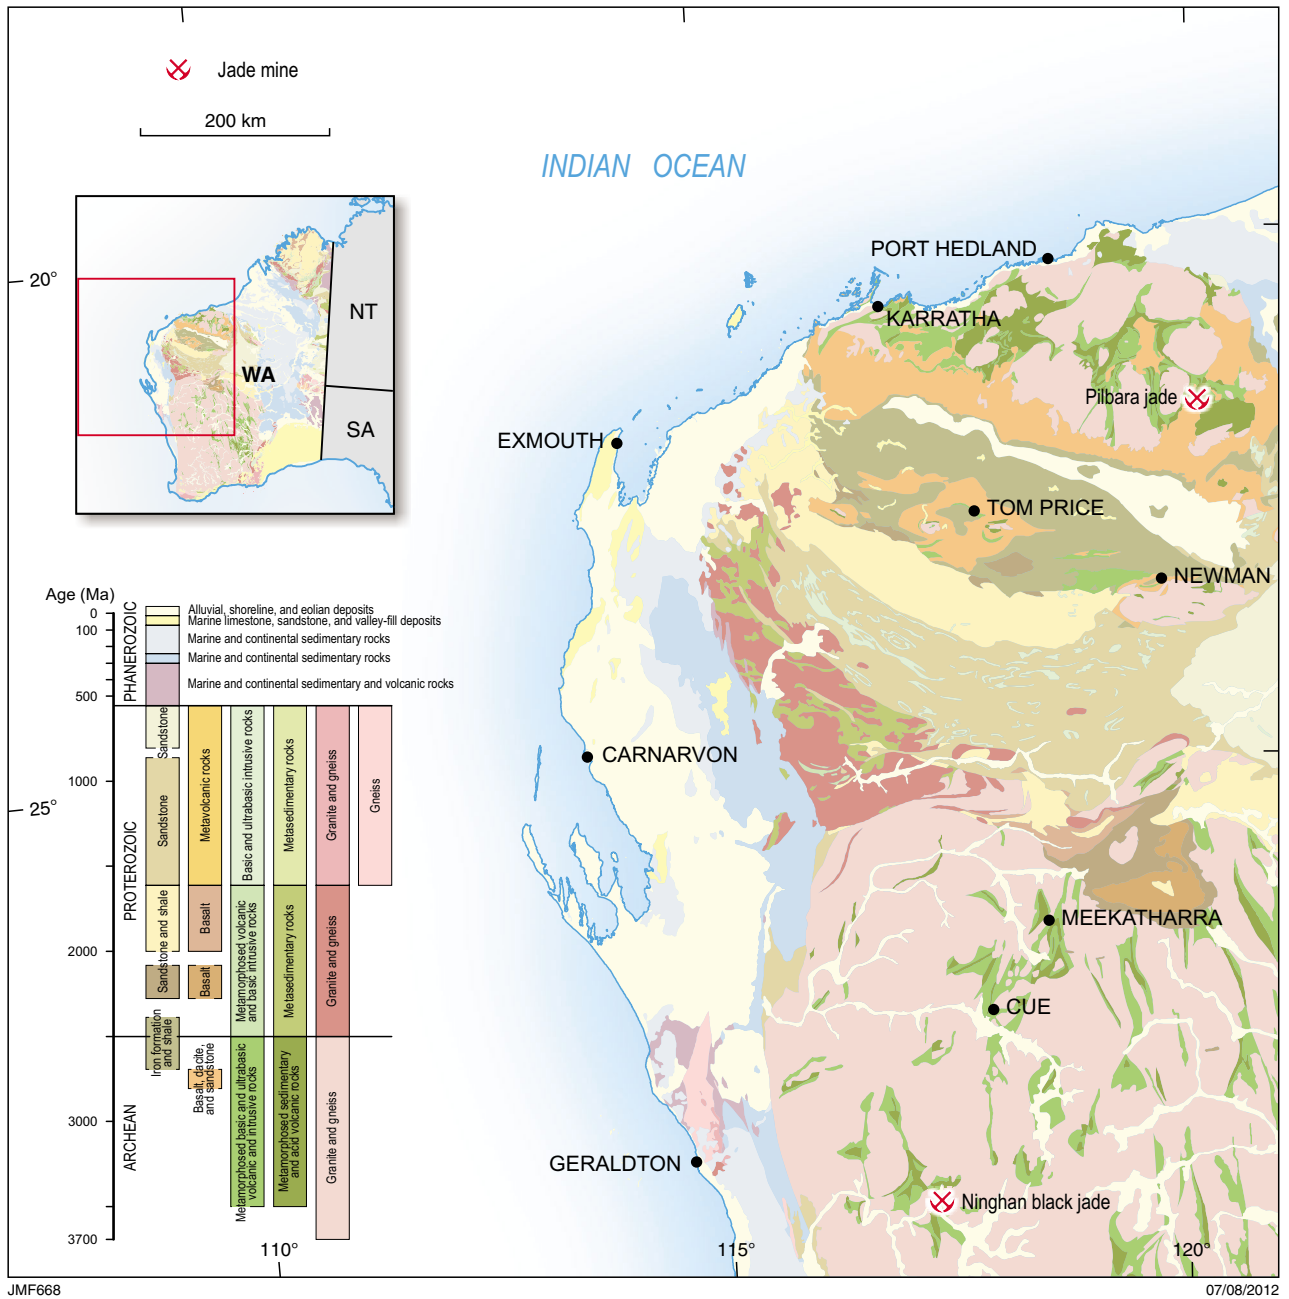 Jade mine
200 km
INDIAN OCEAN
PORT HEDLAND
KARRATHA
20°
NT
WA
SA
Pilbara jade
EXMOUTH
TOM PRICE
NEWMAN
Age (Ma)
0
100
500
1000
2000
3000
3700
PHANEROZOIC
PROTEROZOIC
ARCHEAN
Alluvial, shoreline, and eolian deposits
Marine limestone, sandstone, and valley-fill deposits
Marine and continental sedimentary rocks
Marine and continental sedimentary rocks
Marine and continental sedimentary and volcanic rocks
Sandstone
Sandstone
Sandstone and shale
Sandstone
Iron formation
and shale
Metavolcanic rocks
Basalt
Basalt
Basalt, dacite,
and sandstone
Basic and ultrabasic intrusive rocks
Metamorphosed volcanic
and basic intrusive rocks
Metamorphosed basic and ultrabasic
volcanic and intrusive rocks
Metasedimentary rocks
Metasedimentary rocks
Metamorphosed sedimentary
and acid volcanic rocks
Granite and gneiss
Granite and gneiss
Granite and gneiss
Gneiss
CARNARVON
25°
MEEKATHARRA
CUE
GERALDTON
Ninghan black jade
110°
115°
120°
JMF668
07/08/2012